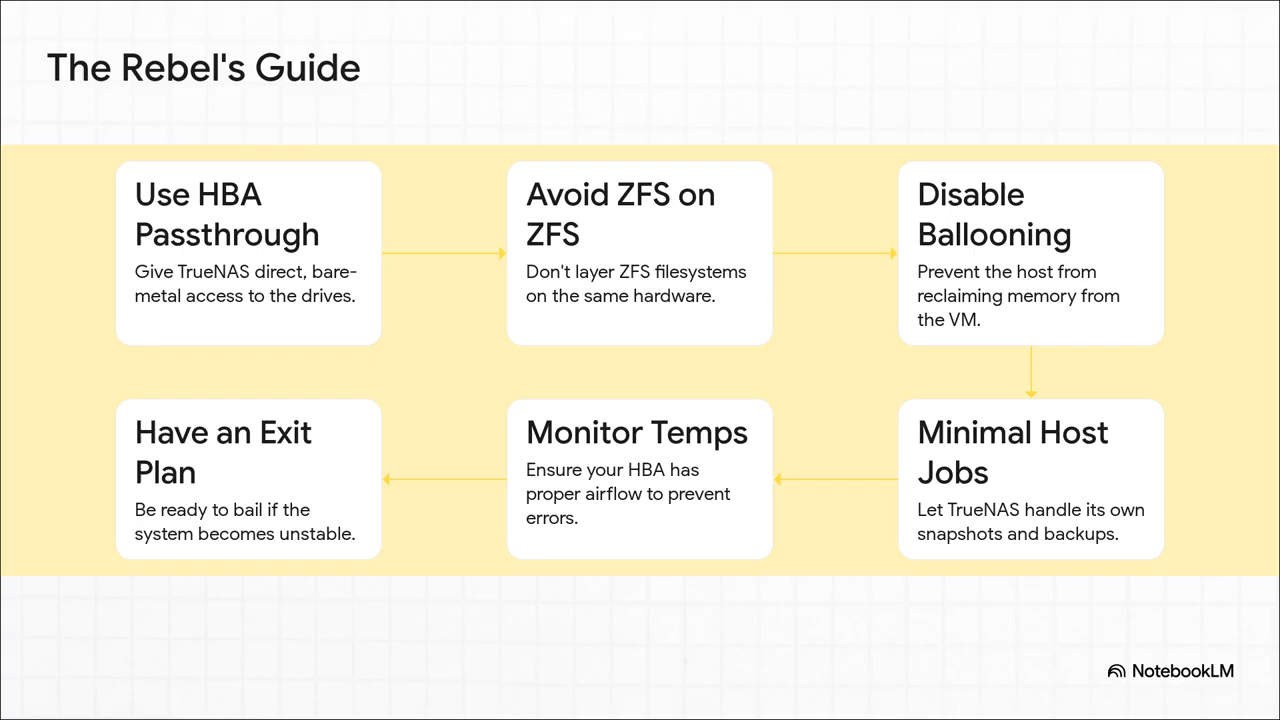 The Rebel's Guide
Use HBA
Passthrough
Give TrueNAS direct, bare-
metal access to the drives.
Avoid ZFS on
ZFS
Don't layer ZFS filesystems
on the same hardware.
Disable
Ballooning
Prevent the host from
reclaiming memory from
the VM.
Minimal Host
Jobs
Let TrueNAS handle its own
snapshots and backups.
Monitor Temps
Ensure your HBA has
proper airflow to prevent
errors.
Have an Exit
Plan
Be ready to bail if the
system becomes unstable.
NotebookLM